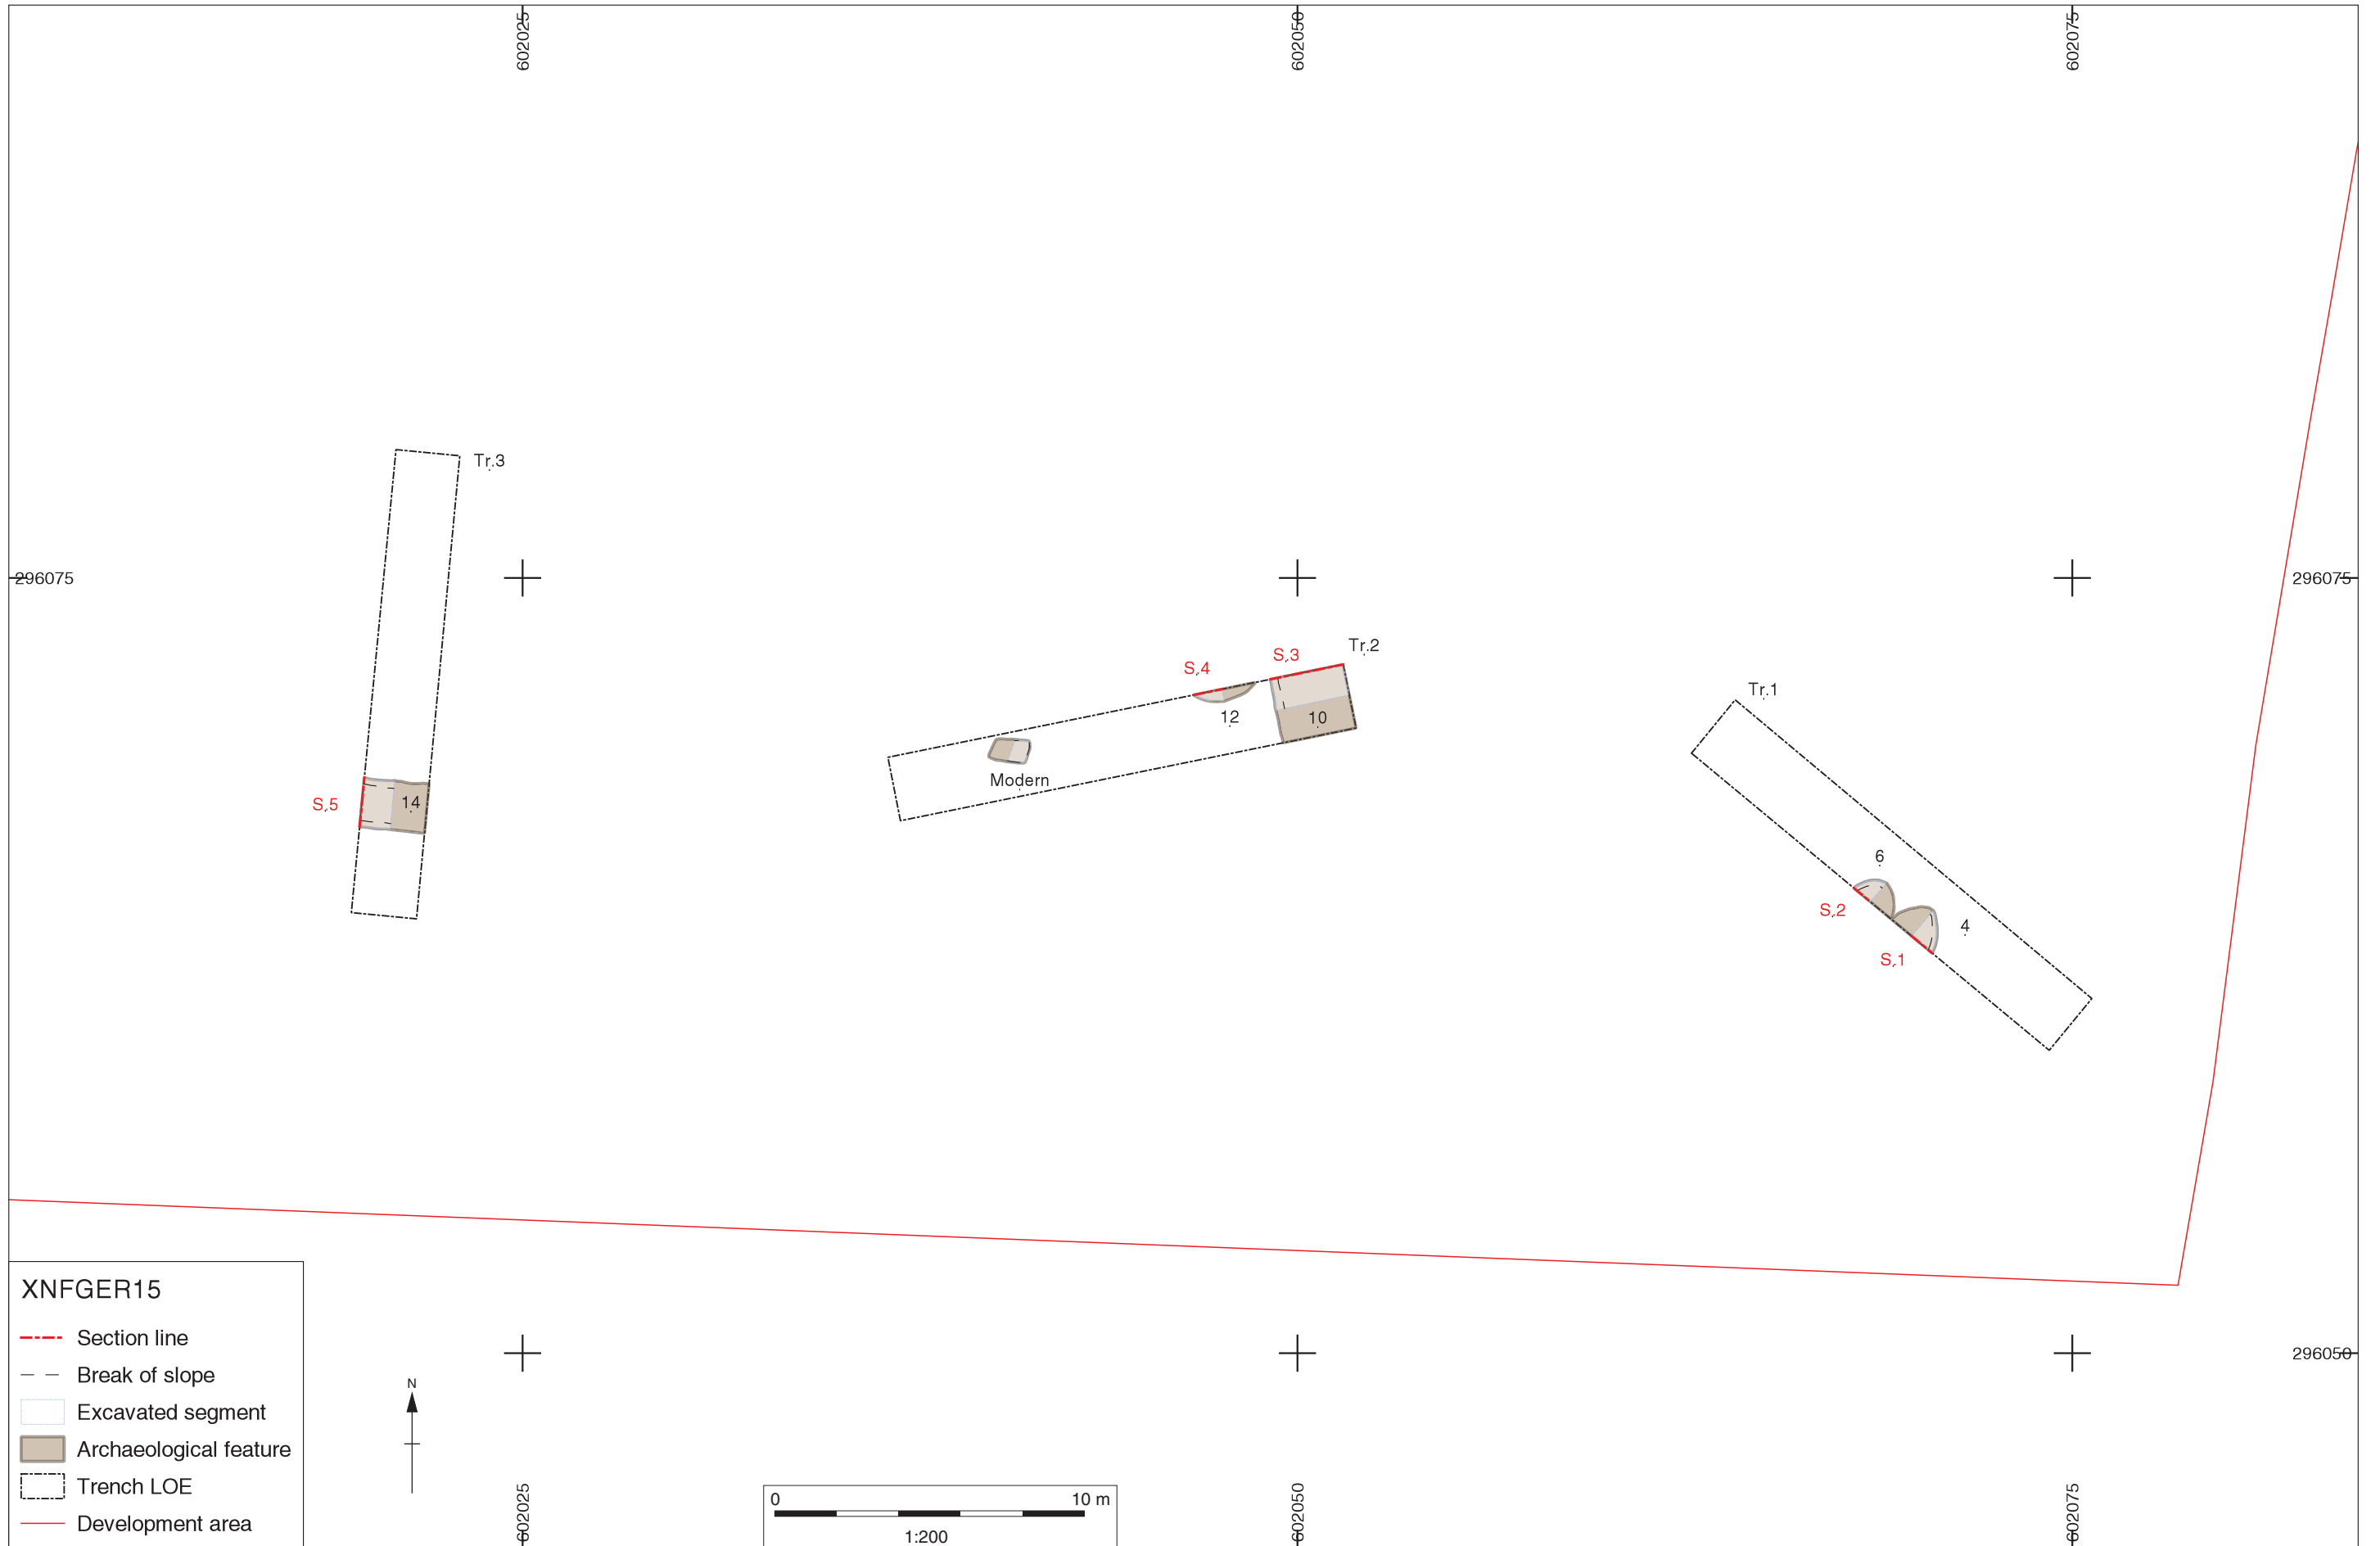 602025
602050
602075
Tr.3
296075
296075
Tr.2
S.3
S.4
12
10
Tr.1
Modern
S.5
14
6
S.2
4
S.1
XNFGER15
Section line
Break of slope
Excavated segment
Archaeological feature
Trench LOE
Development area
N
296050
602025
602050
602075
0 10 m
1:200